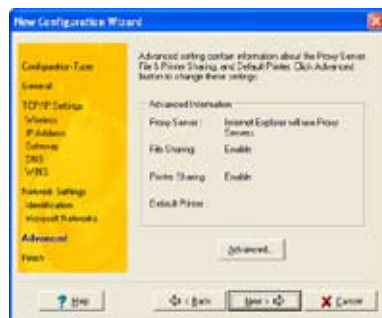 New Configuration Wizard
Configuration Type
General
TCP/IP Settings
Wireless
IP Address
Gateway
DNS
WINS
Network Settings
Identification
Microsoft Networks
Advanced
Finish
Advanced setting contain information about the Proxy Server
File & Printer Sharing, and Default Printer. Click Advanced
button to change these settings.
Advanced Information
Proxy Server : Internet Explorer will use Proxy
Servers.
File Sharing : Enable
Printer Sharing : Enable
Default Printer :
Advanced..
? Help
< Back
Next >
Cancel